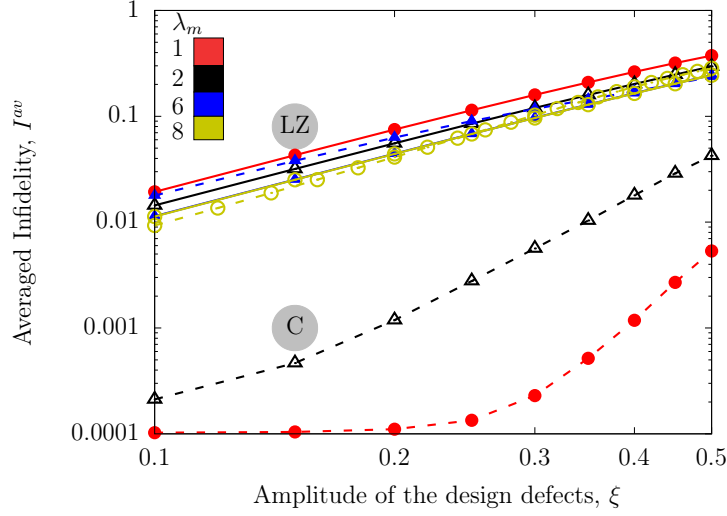 λm
1
2
6
8
LZ
C
1
0.1
0.01
0.001
0.0001
0.1
0.2
0.3
0.4
0.5
Averaged Infidelity, I^av
Amplitude of the design defects, ξ